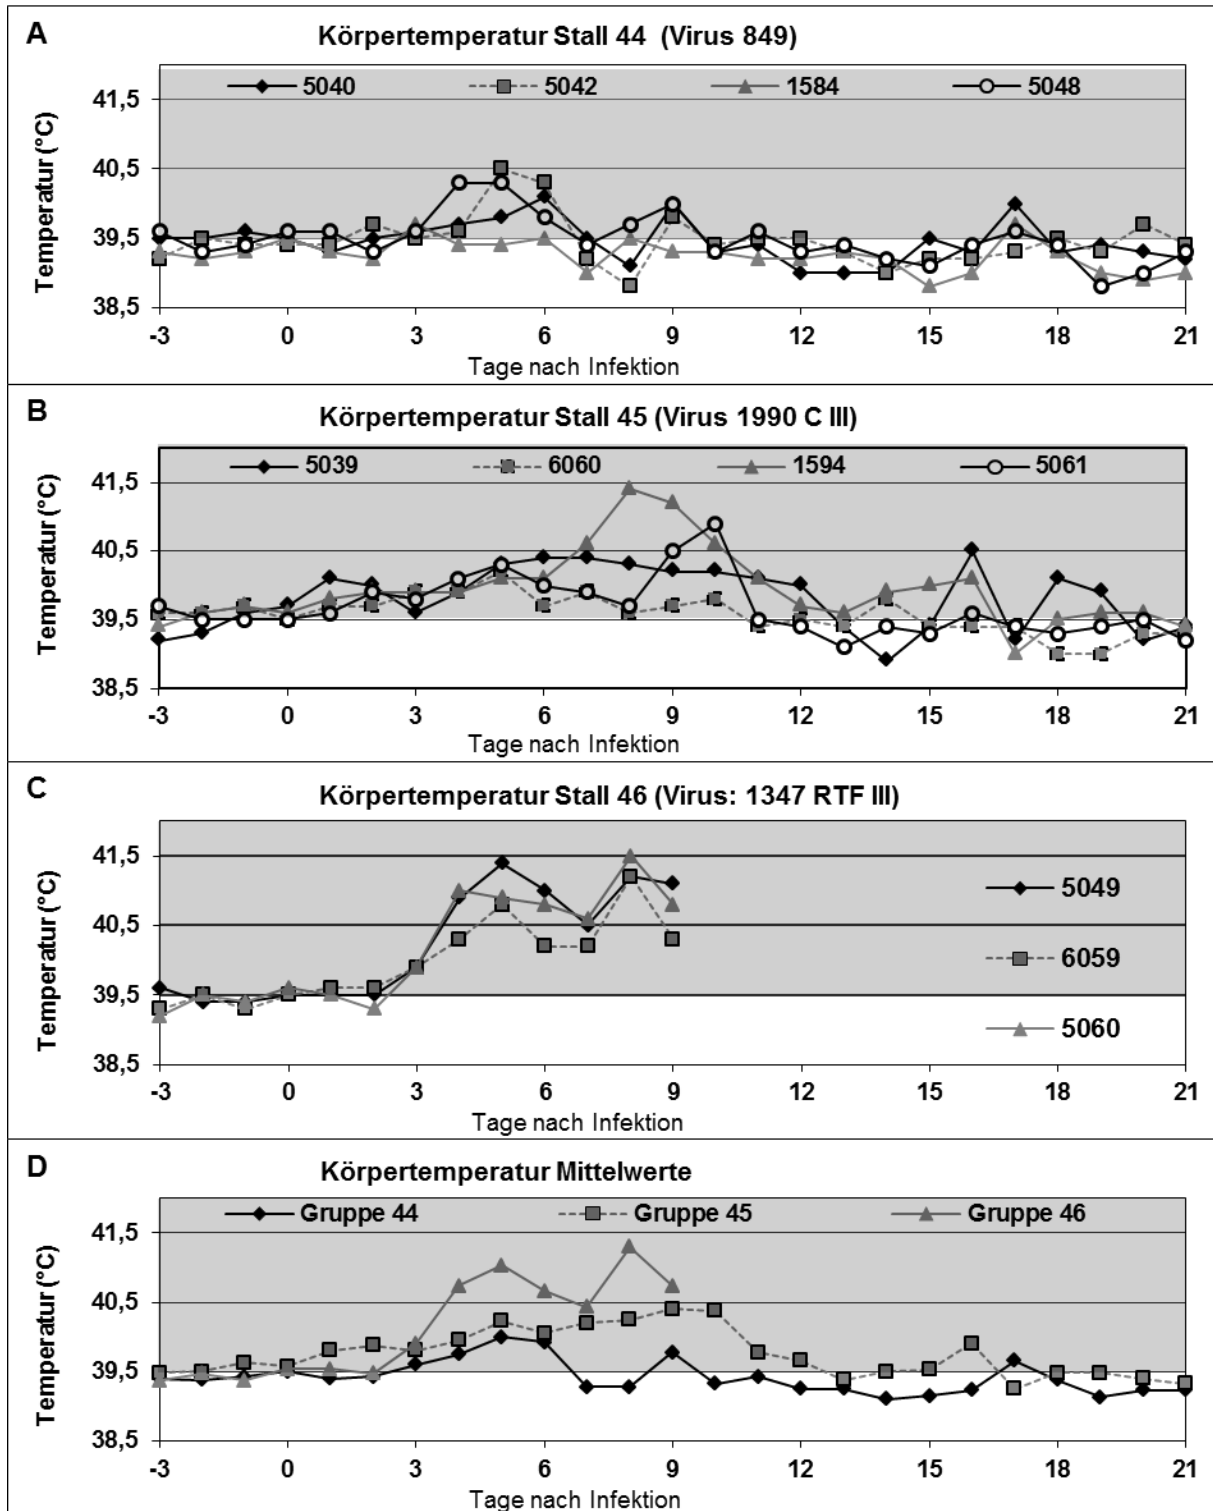 A
Körpertemperatur Stall 44 (Virus 849)
5040 5042 1584 5048
41,5
40,5
39,5
38,5
Temperatur (°C)
-3 0 3 6 9 12 15 18 21
Tage nach Infektion
B
Körpertemperatur Stall 45 (Virus 1990 C III)
5039 6060 1594 5061
41,5
40,5
39,5
38,5
Temperatur (°C)
-3 0 3 6 9 12 15 18 21
Tage nach Infektion
C
Körpertemperatur Stall 46 (Virus: 1347 RTF III)
41,5
40,5
39,5
38,5
Temperatur (°C)
5049
6059
5060
-3 0 3 6 9 12 15 18 21
Tage nach Infektion
D
Körpertemperatur Mittelwerte
Gruppe 44 Gruppe 45 Gruppe 46
41,5
40,5
39,5
38,5
Temperatur (°C)
-3 0 3 6 9 12 15 18 21
Tage nach Infektion